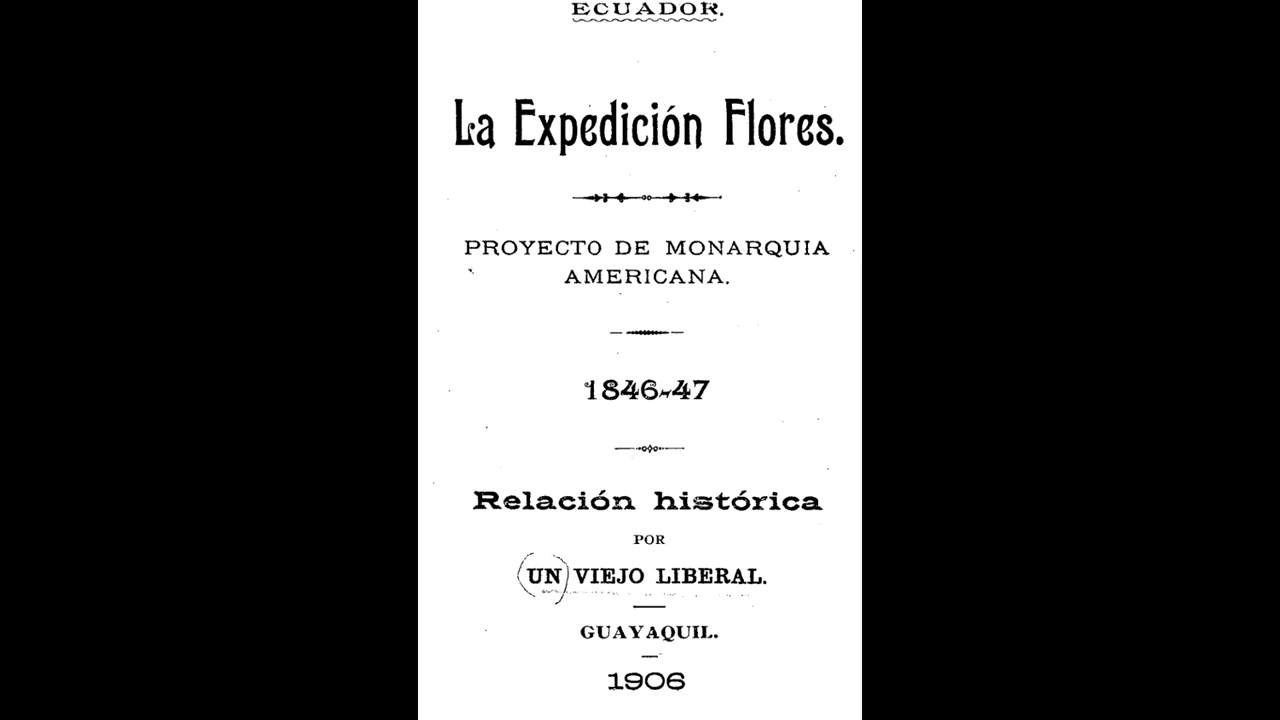 ECUADOR.
La Expedición Flores.
PROYECTO DE MONARQUIA
AMERICANA.
1846-47
Relación histórica
POR
UN VIEJO LIBERAL.
GUAYAQUIL.
1906